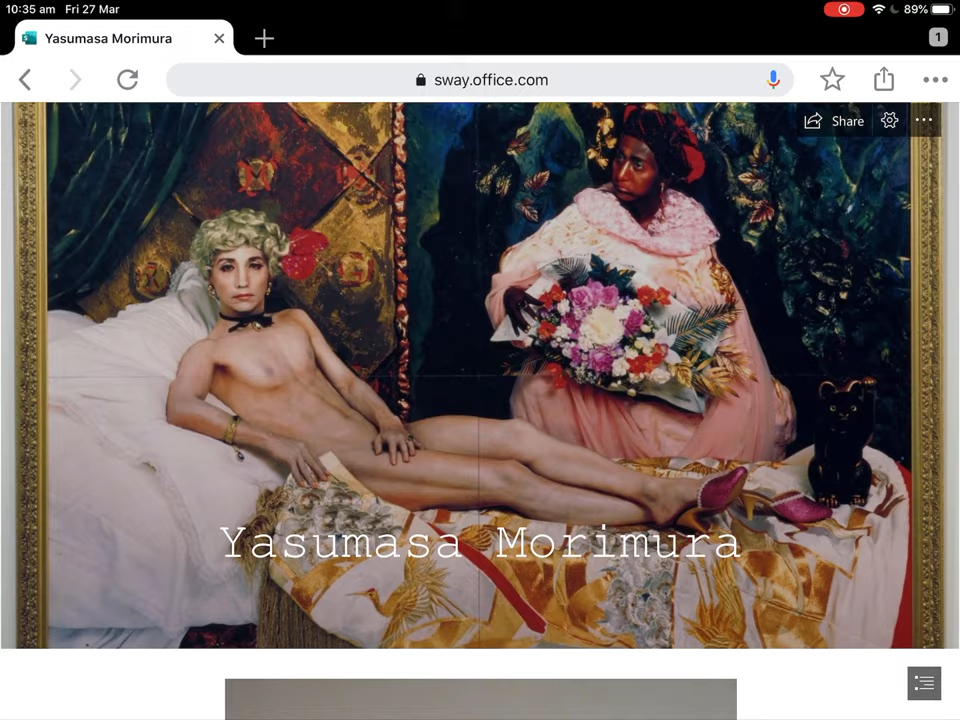 10:35 am Fri 27 Mar 89%
Yasumasa Morimura
1
sway.office.com
Share
Yasumasa Morimura